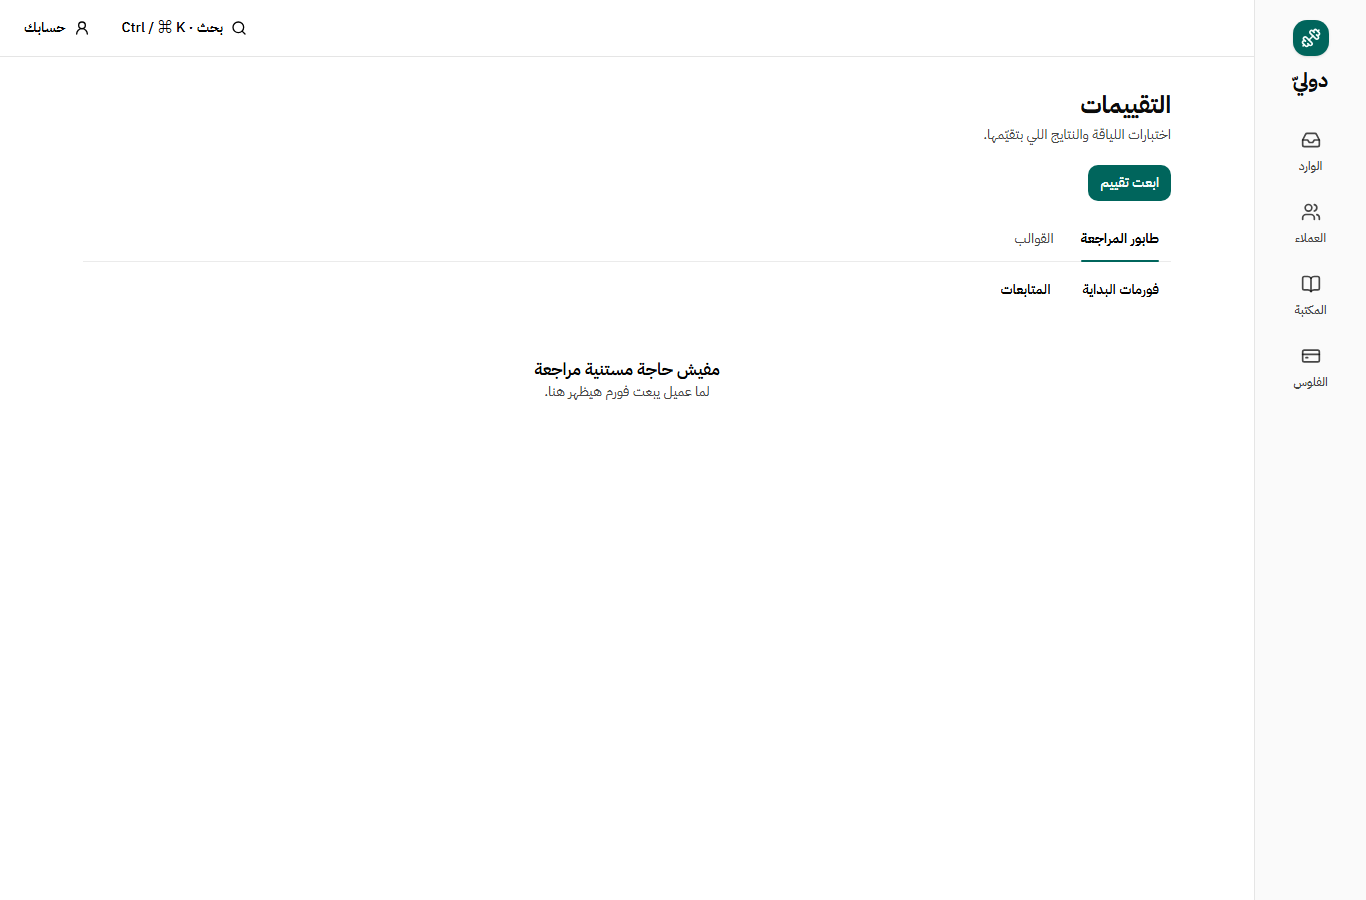 دوليّ
الوارد
العملاء
المكتبة
الفلوس
بحث · Ctrl / ⌘ K
حسابك
التقييمات
اختبارات اللياقة والنتايج اللي بتقيّمها.
ابعت تقييم
طابور المراجعة
القوالب
فورمات البداية
المتابعات
مفيش حاجة مستنية مراجعة
لما عميل يبعت فورم هيظهر هنا.